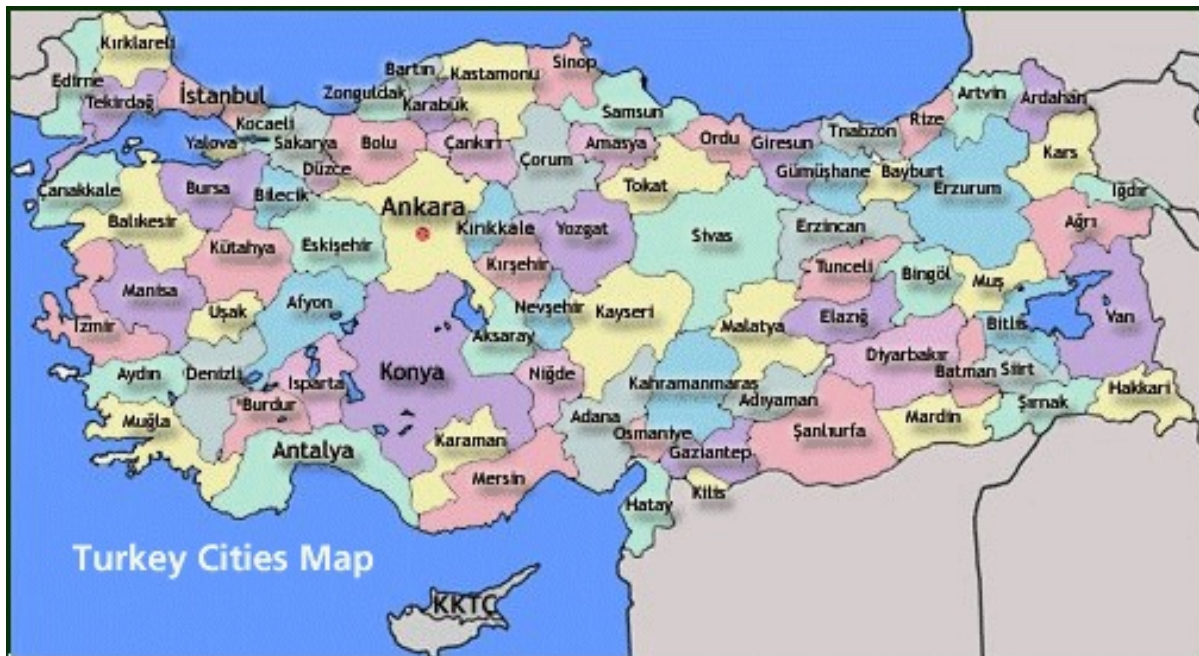 Kırklareli
Edirne
Tekirdağ
İstanbul
Kocaeli
Yalova
Sakarya
Düzce
Zonguldak
Bartın
Karabük
Kastamonu
Sinop
Samsun
Bolu
Çankırı
Çorum
Amasya
Ordu
Giresun
Trabzon
Rize
Artvin
Ardahan
Kars
Iğdır
Çanakkale
Balıkesir
Bursa
Bilecik
Kütahya
Eskişehir
Ankara
Kırıkkale
Yozgat
Tokat
Sivas
Gümüşhane
Bayburt
Erzincan
Erzurum
Ağrı
Manisa
İzmir
Uşak
Afyon
Kırşehir
Nevşehir
Aksaray
Kayseri
Malatya
Tunceli
Elazığ
Bingöl
Muş
Bitlis
Van
Aydın
Denizli
Muğla
Burdur
Isparta
Antalya
Konya
Karaman
Niğde
Mersin
Adana
Osmaniye
Kahramanmaraş
Adıyaman
Gaziantep
Kilis
Hatay
Şanlıurfa
Diyarbakır
Batman
Siirt
Mardin
Şırnak
Hakkari
Turkey Cities Map
KKTC